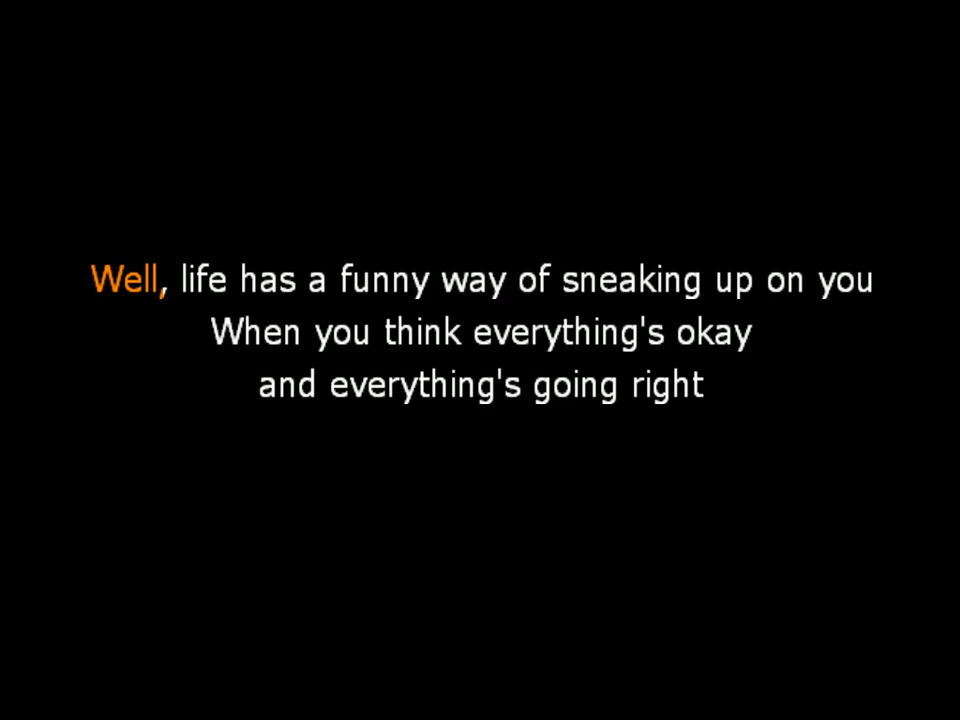 Well, life has a funny way of sneaking up on you
When you think everything's okay
and everything's going right